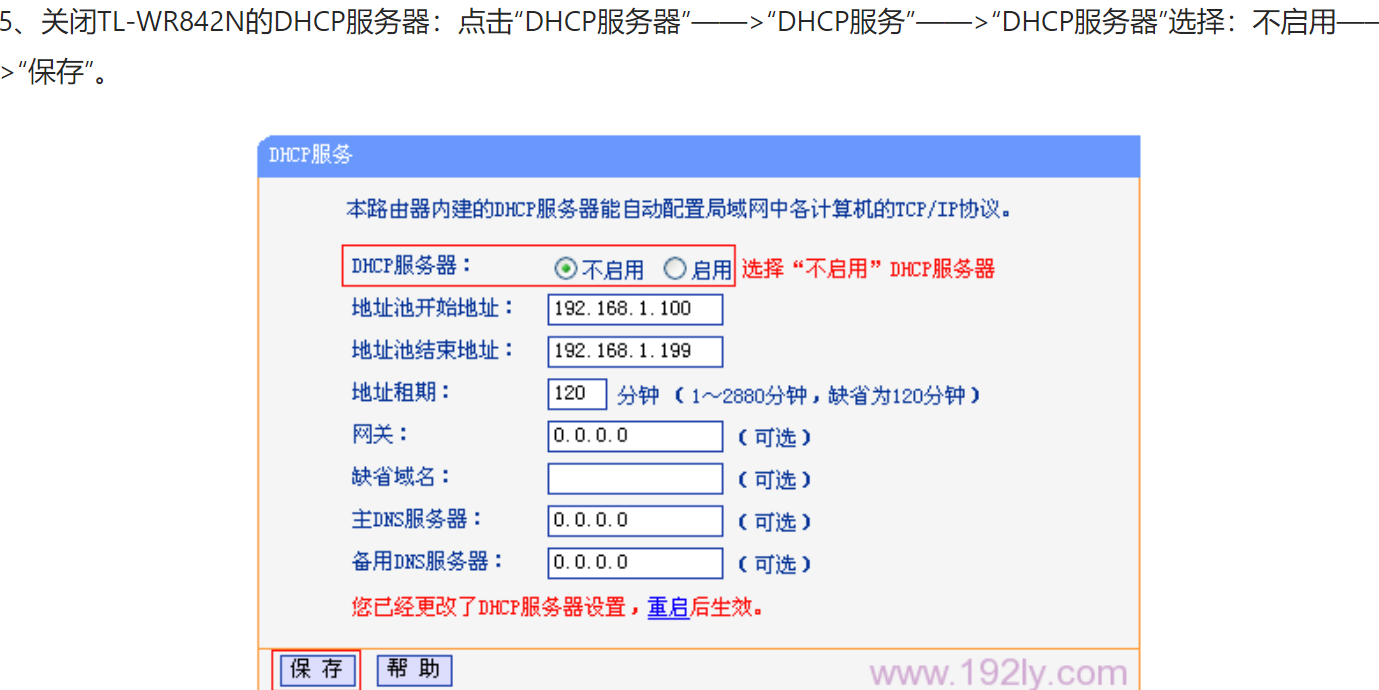 5、关闭TL-WR842N的DHCP服务器：点击“DHCP服务器”——>“DHCP服务”——>“DHCP服务器”选择：不启用——
>“保存”。
DHCP服务
本路由器内建的DHCP服务器能自动配置局域网中各计算机的TCP/IP协议。
DHCP服务器： 不启用 启用 选择“不启用”DHCP服务器
地址池开始地址： 192.168.1.100
地址池结束地址： 192.168.1.199
地址租期： 120 分钟（1～2880分钟，缺省为120分钟）
网关： 0.0.0.0 （可选）
缺省域名： （可选）
主DNS服务器： 0.0.0.0 （可选）
备用DNS服务器： 0.0.0.0 （可选）
您已经更改了DHCP服务器设置，重启后生效。
保 存 帮 助 www.192ly.com